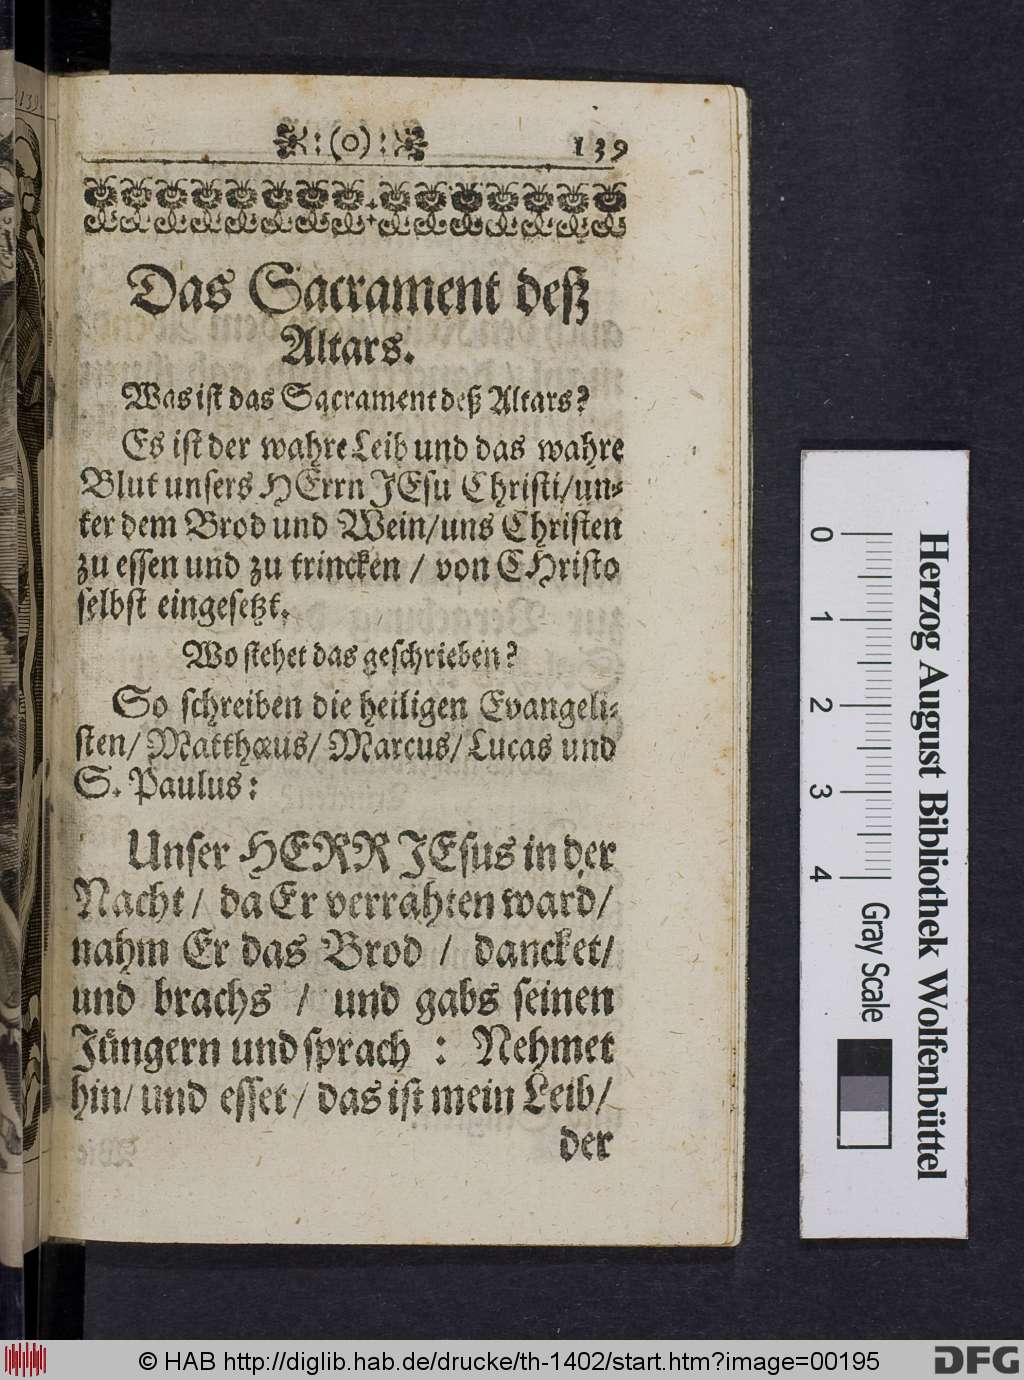 :(o): 139
Das Sacrament deß
Altars.
Was ist das Sacrament deß Altars?
Es ist der wahre Leib und das wahre
Blut unsers HErrn JEsu Christi/un⸗
ter dem Brod und Wein/uns Christen
zu essen und zu trincken / von CHristo
selbst eingesetzt.
Wo stehet das geschrieben?
So schreiben die heiligen Evangeli⸗
sten/ Matthæus/ Marcus/ Lucas und
S. Paulus:
Unser HERR JEsus in der
Nacht / da Er verrahten ward/
nahm Er das Brod / dancket/
und brachs / und gabs seinen
Jüngern und sprach : Nehmet
hin/ und esset / das ist mein Leib/
der
Herzog August Bibliothek Wolfenbüttel
0 1 2 3 4 Gray Scale
© HAB http://diglib.hab.de/drucke/th-1402/start.htm?image=00195
DFG